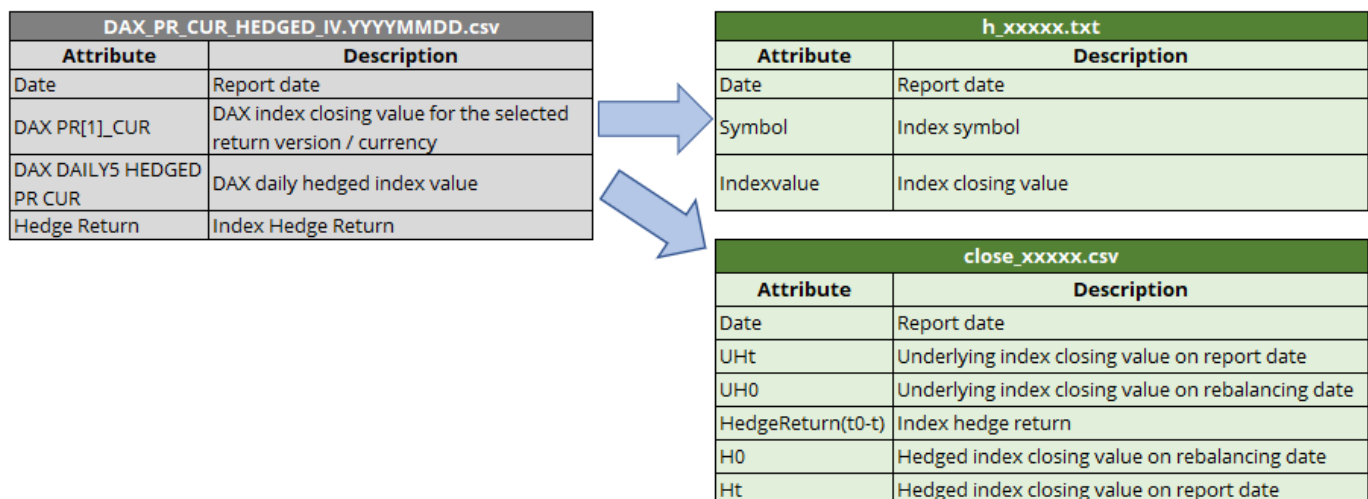 DAX_PR_CUR_HEDGED_IV.YYYYMMDD.csv
Attribute Description
Date Report date
DAX PR[1]_CUR DAX index closing value for the selected
return version / currency
DAX DAILY5 HEDGED
PR CUR DAX daily hedged index value
Hedge Return Index Hedge Return
h_xxxxx.txt
Attribute Description
Date Report date
Symbol Index symbol
Indexvalue Index closing value
close_xxxxx.csv
Attribute Description
Date Report date
UHt Underlying index closing value on report date
UH0 Underlying index closing value on rebalancing date
HedgeReturn(t0-t) Index hedge return
H0 Hedged index closing value on rebalancing date
Ht Hedged index closing value on report date